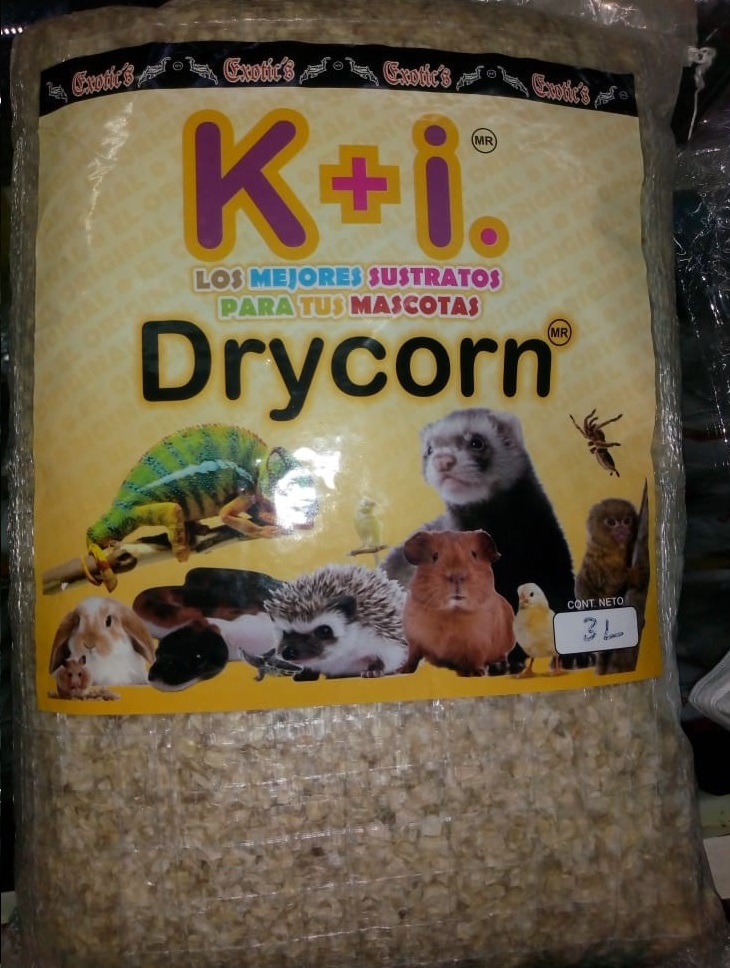 Exotic's Exotic's Exotic's Exotic's
K+i. MR
LOS MEJORES SUSTRATOS
PARA TUS MASCOTAS
Drycorn MR
CONT. NETO
3L